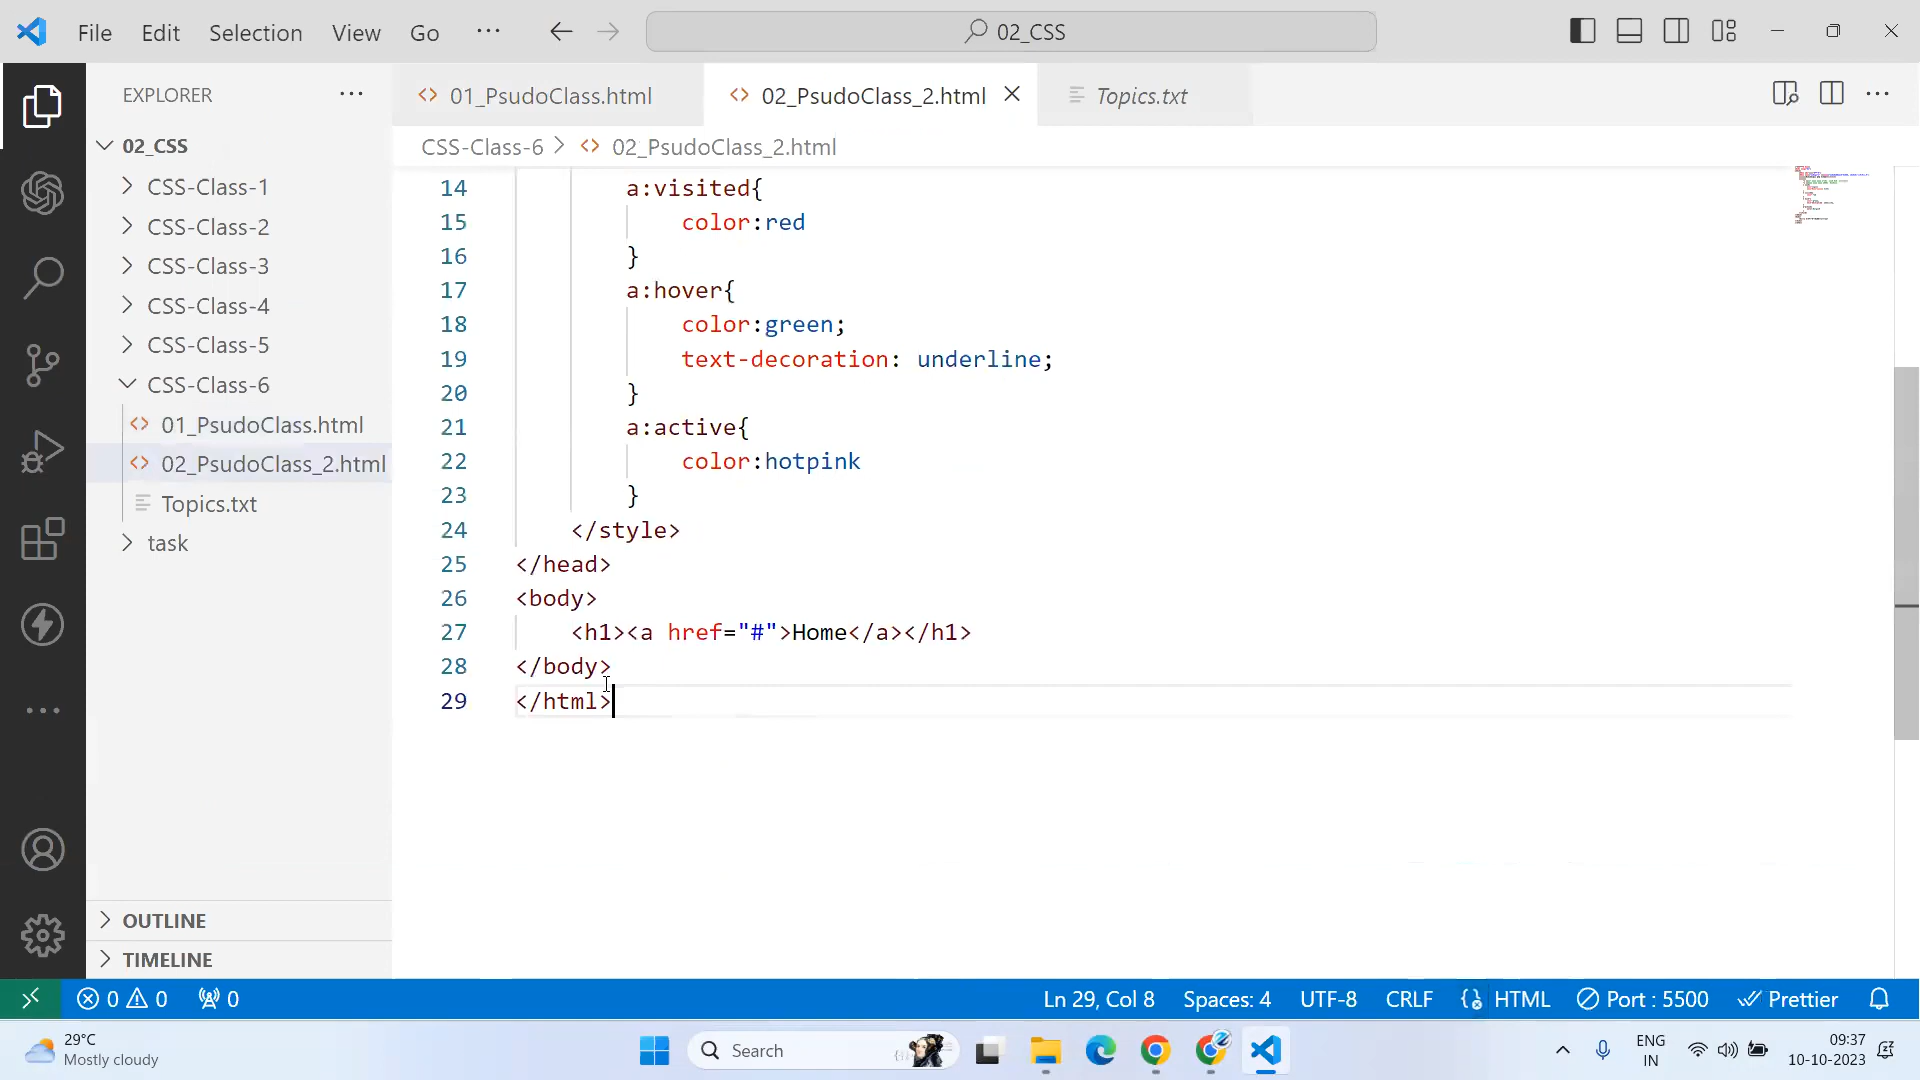 File Edit Selection View Go ··· 02_CSS
EXPLORER ···
01_PsudoClass.html
02_PsudoClass_2.html
Topics.txt
02_CSS
CSS-Class-1
CSS-Class-2
CSS-Class-3
CSS-Class-4
CSS-Class-5
CSS-Class-6
01_PsudoClass.html
02_PsudoClass_2.html
Topics.txt
task
OUTLINE
TIMELINE
CSS-Class-6 > 02_PsudoClass_2.html
14 a:visited{
15 color:red
16 }
17 a:hover{
18 color:green;
19 text-decoration: underline;
20 }
21 a:active{
22 color:hotpink
23 }
24 </style>
25 </head>
26 <body>
27 <h1><a href="#">Home</a></h1>
28 </body>
29 </html>
0 0 0 Ln 29, Col 8 Spaces: 4 UTF-8 CRLF HTML Port : 5500 Prettier
29°C
Mostly cloudy
Search
ENG
IN
09:37
10-10-2023